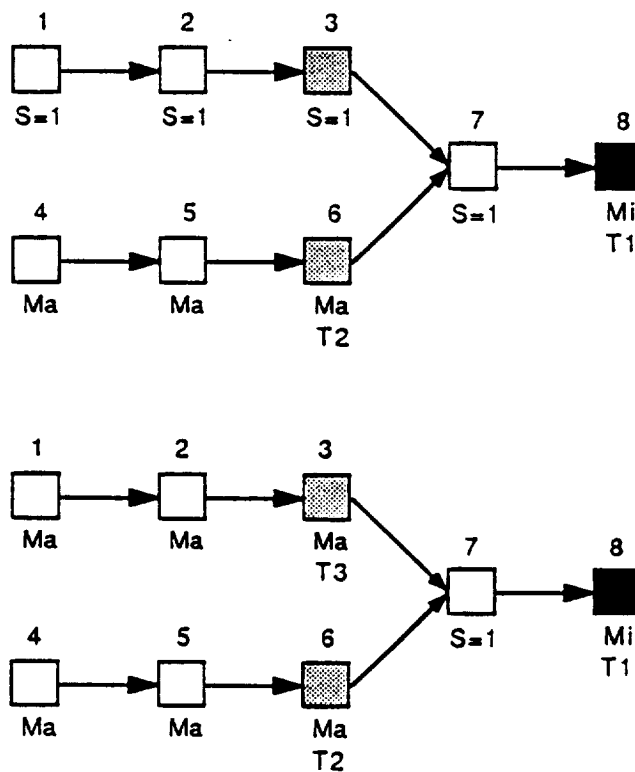 1 2 3
S=1 S=1 S=1
7 8
S=1 Mi
T1
4 5 6
Ma Ma Ma
T2
1 2 3
Ma Ma Ma
T3
7 8
S=1 Mi
T1
4 5 6
Ma Ma Ma
T2